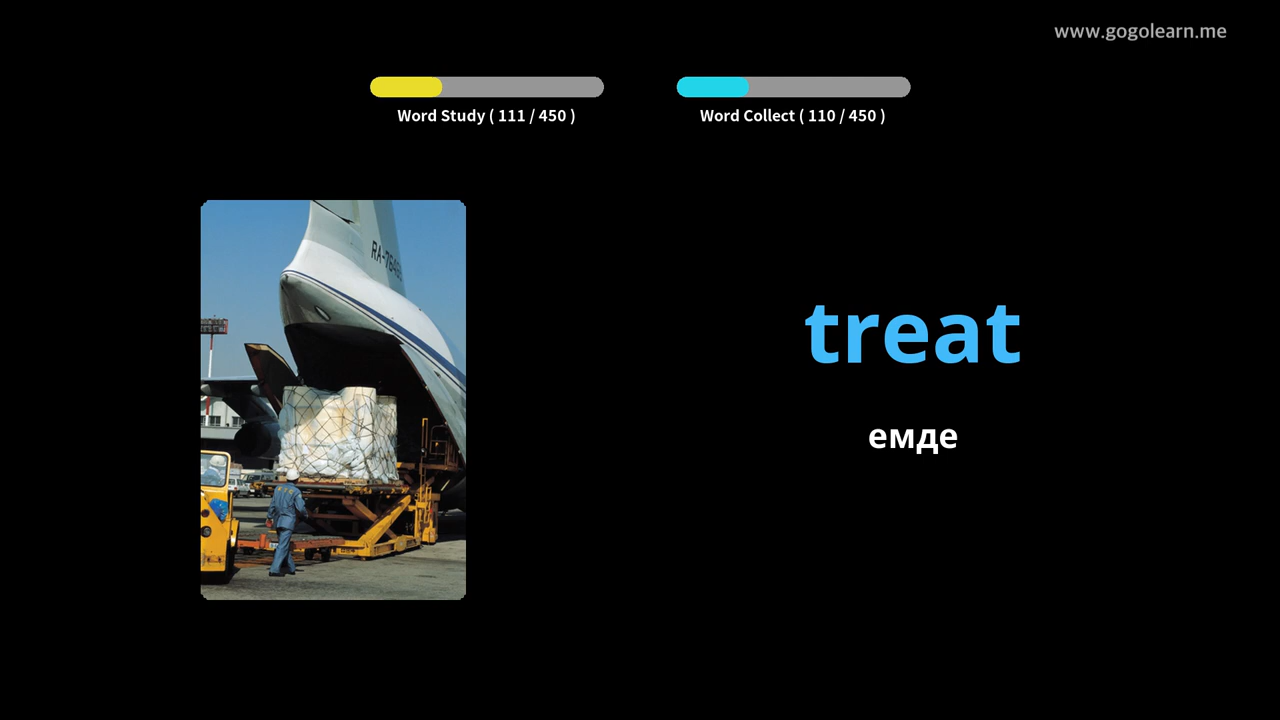 www.gogolearn.me
Word Study ( 111 / 450 )
Word Collect ( 110 / 450 )
treat
емде